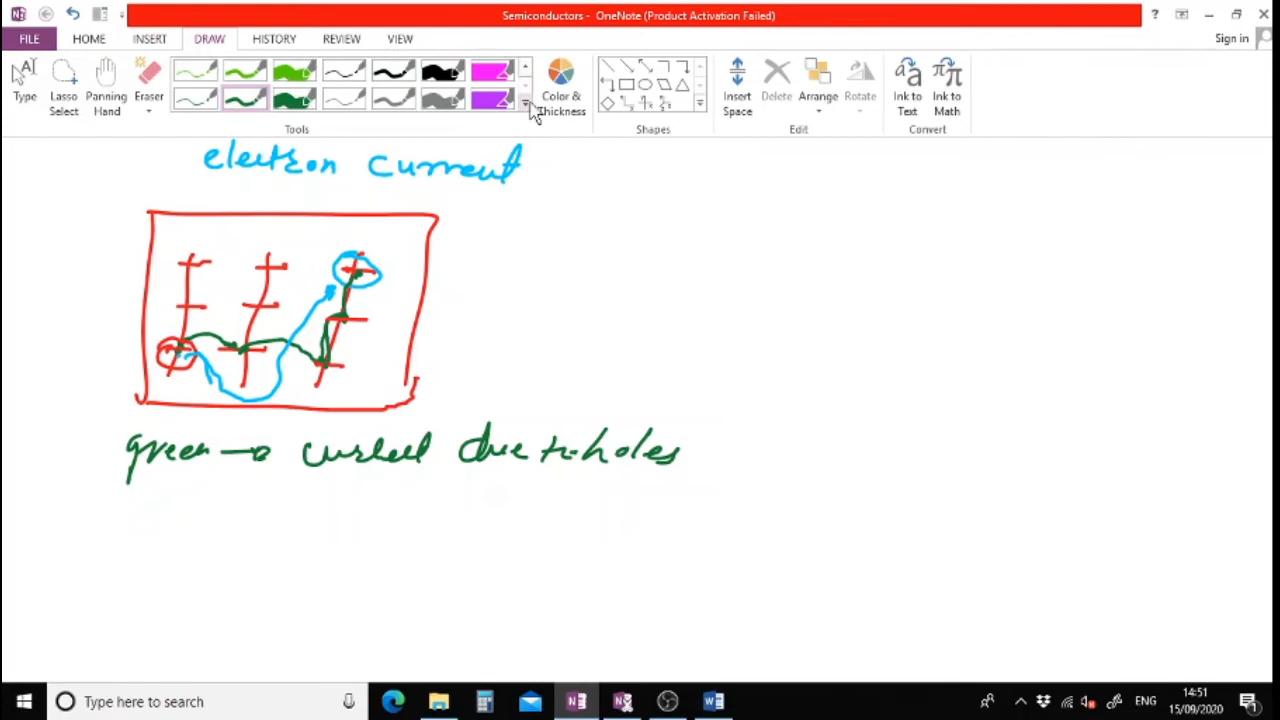 Semiconductors - OneNote (Product Activation Failed)
?
FILE HOME INSERT DRAW HISTORY REVIEW VIEW
Sign in
Type
Lasso Select
Panning Hand
Eraser
Color & Thickness
Insert Space
Delete
Arrange
Rotate
Ink to Text
Ink to Math
Tools
Shapes
Edit
Convert
electron current
green → current due to holes
Type here to search
ENG
14:51
15/09/2020
1